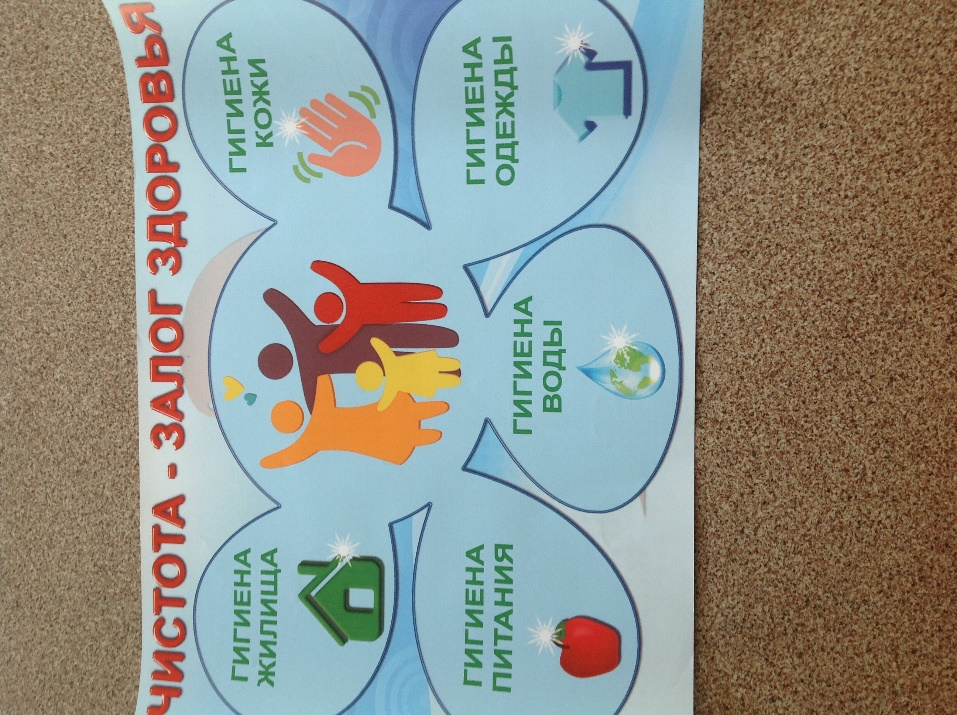 ЧИСТОТА - ЗАЛОГ ЗДОРОВЬЯ
ГИГИЕНА
ЖИЛИЩА
ГИГИЕНА
КОЖИ
ГИГИЕНА
ПИТАНИЯ
ГИГИЕНА
ВОДЫ
ГИГИЕНА
ОДЕЖДЫ